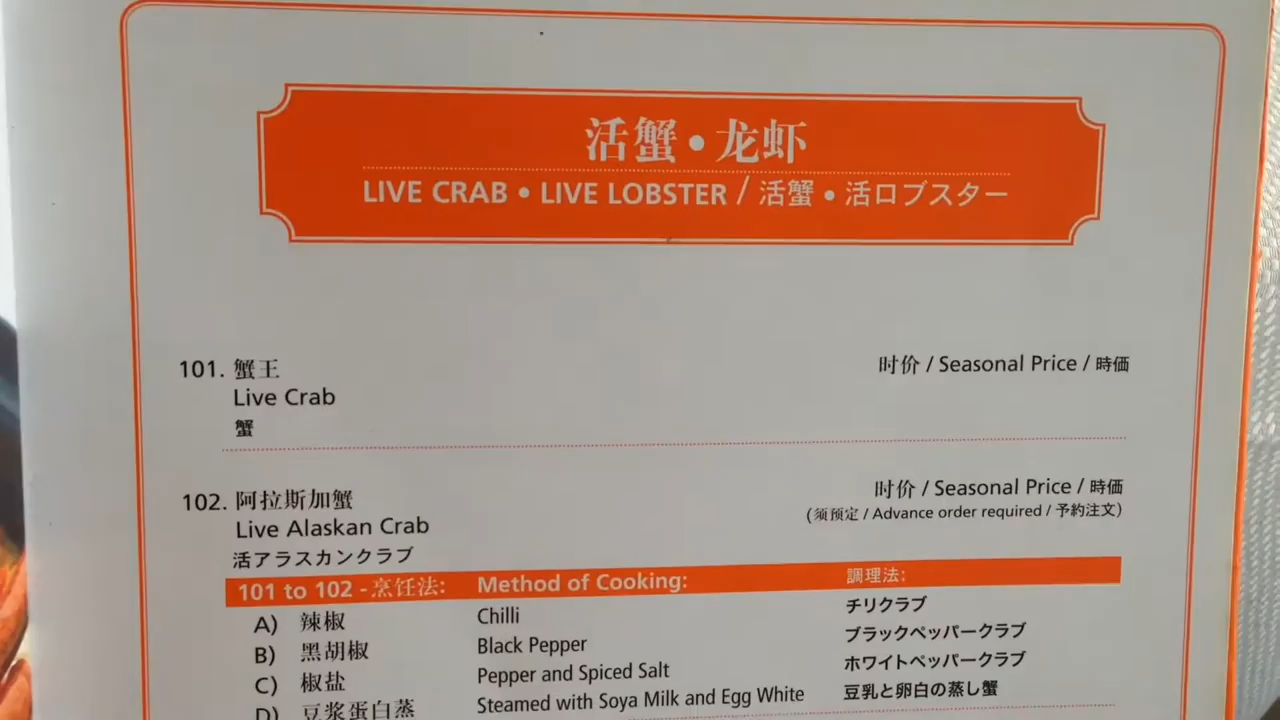 活蟹•龙虾
LIVE CRAB • LIVE LOBSTER / 活蟹 • 活ロブスター
101. 蟹王 时价 / Seasonal Price / 時価
Live Crab
蟹
102. 阿拉斯加蟹 时价 / Seasonal Price / 時価
Live Alaskan Crab (须预定 / Advance order required / 予約注文)
活アラスカンクラブ
101 to 102 - 烹饪法: Method of Cooking: 調理法:
A) 辣椒 Chilli チリクラブ
B) 黑胡椒 Black Pepper ブラックペッパークラブ
C) 椒盐 Pepper and Spiced Salt ホワイトペッパークラブ
D) 豆浆蛋白蒸 Steamed with Soya Milk and Egg White 豆乳と卵白の蒸し蟹